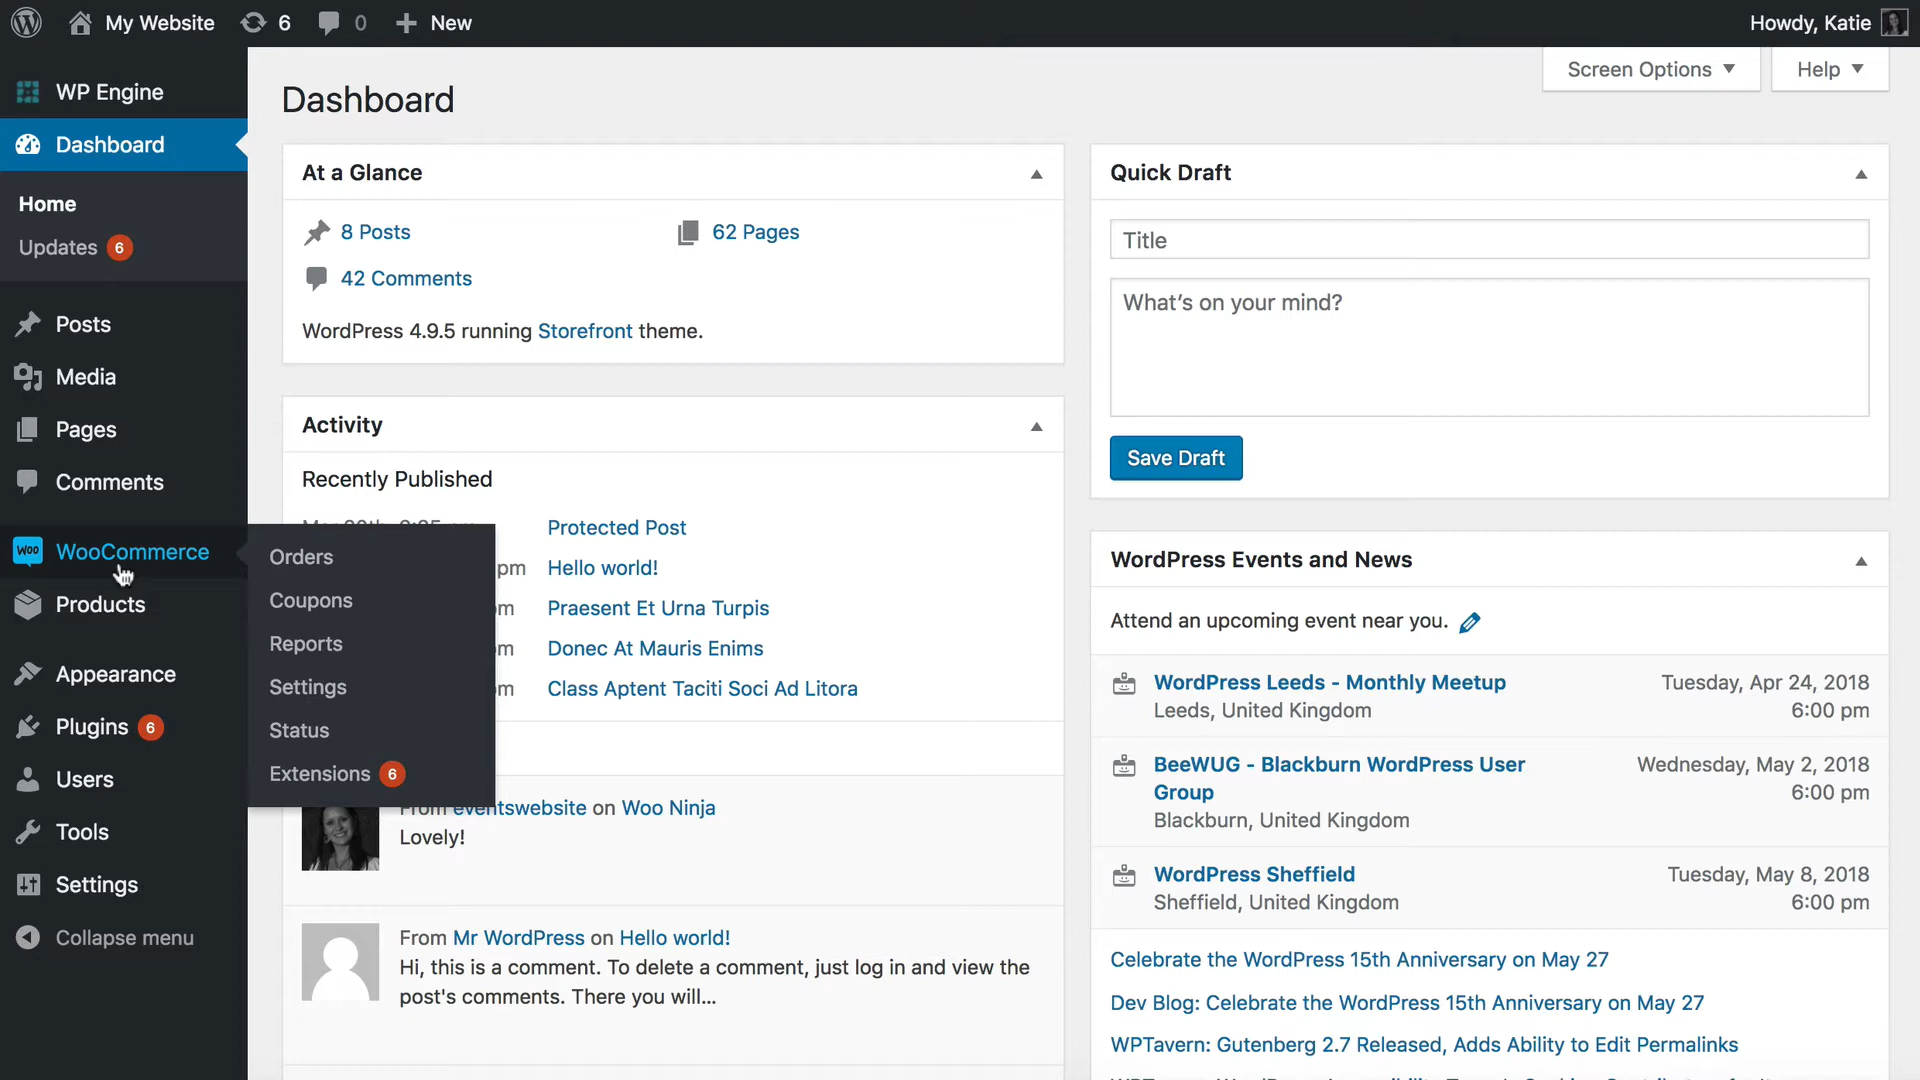 My Website 6 0 New Howdy, Katie
WP Engine
Dashboard
Home
Updates 6
Posts
Media
Pages
Comments
WOO WooCommerce
Products
Appearance
Plugins 6
Users
Tools
Settings
Collapse menu
Orders
Coupons
Reports
Settings
Status
Extensions 6
Screen Options Help
Dashboard
At a Glance
8 Posts 62 Pages
42 Comments
WordPress 4.9.5 running Storefront theme.
Activity
Recently Published
Protected Post
pm Hello world!
pm Praesent Et Urna Turpis
pm Donec At Mauris Enims
pm Class Aptent Taciti Soci Ad Litora
From eventswebsite on Woo Ninja
Lovely!
From Mr WordPress on Hello world!
Hi, this is a comment. To delete a comment, just log in and view the
post's comments. There you will...
Quick Draft
Title
What’s on your mind?
Save Draft
WordPress Events and News
Attend an upcoming event near you.
WordPress Leeds - Monthly Meetup Tuesday, Apr 24, 2018
Leeds, United Kingdom 6:00 pm
BeeWUG - Blackburn WordPress User Wednesday, May 2, 2018
Group 6:00 pm
Blackburn, United Kingdom
WordPress Sheffield Tuesday, May 8, 2018
Sheffield, United Kingdom 6:00 pm
Celebrate the WordPress 15th Anniversary on May 27
Dev Blog: Celebrate the WordPress 15th Anniversary on May 27
WPTavern: Gutenberg 2.7 Released, Adds Ability to Edit Permalinks